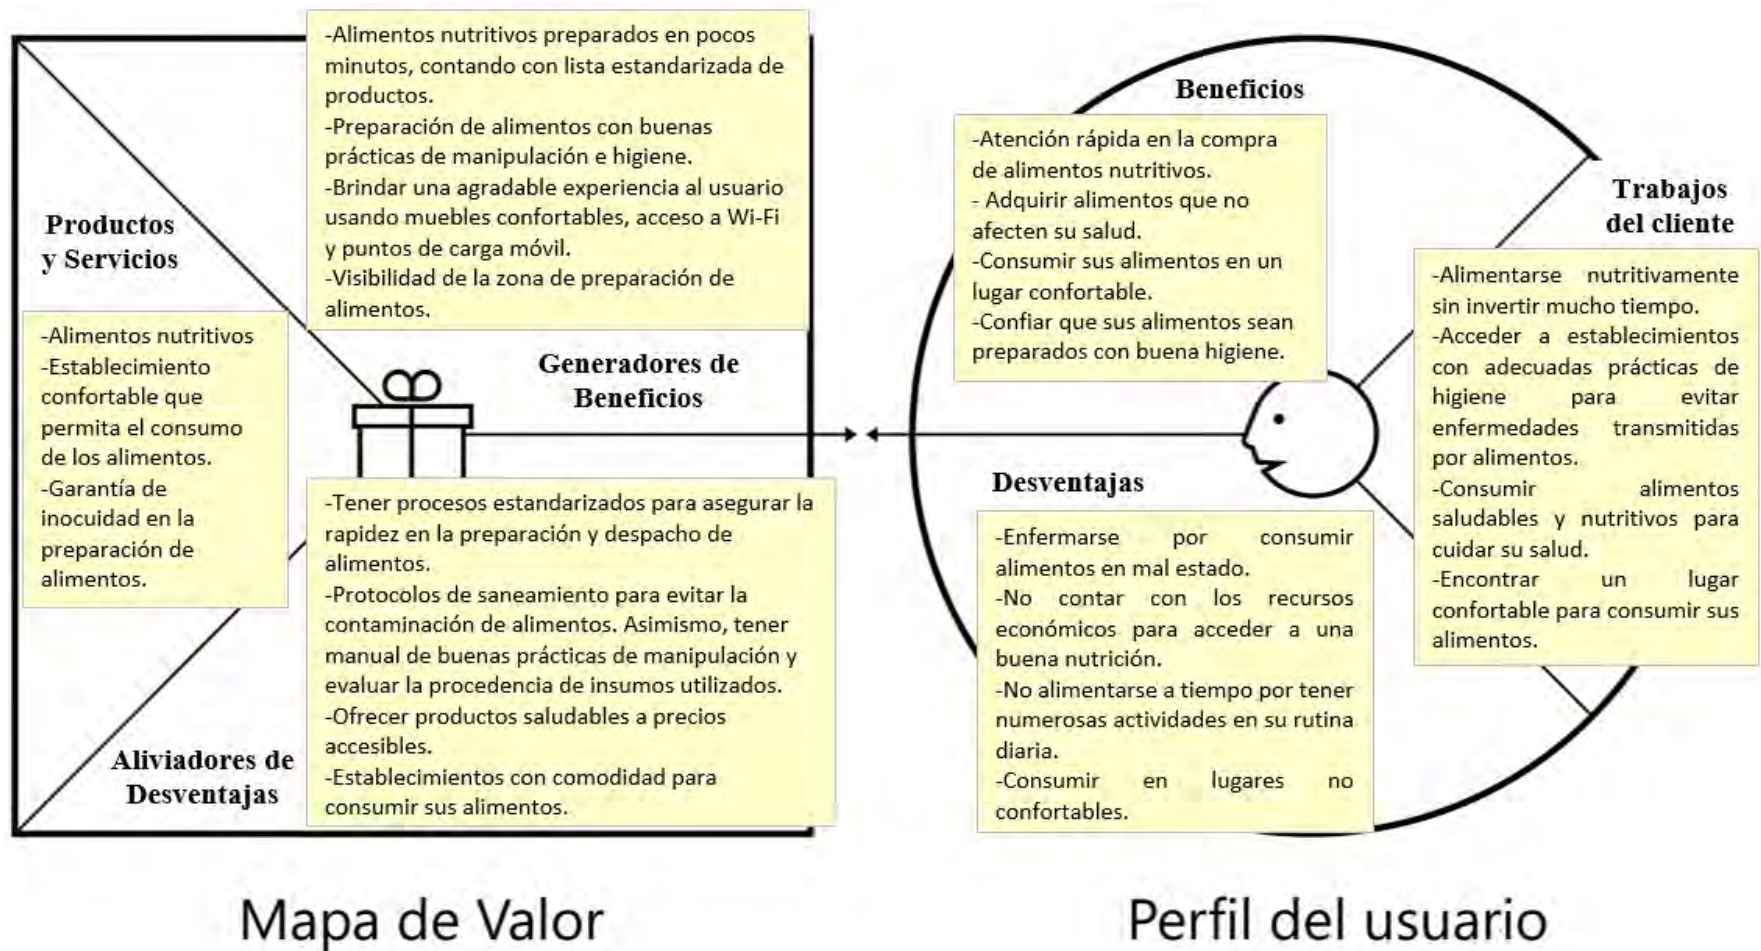 -Alimentos nutritivos preparados en pocos
minutos, contando con lista estandarizada de
productos.
-Preparación de alimentos con buenas
prácticas de manipulación e higiene.
-Brindar una agradable experiencia al usuario
usando muebles confortables, acceso a Wi-Fi
y puntos de carga móvil.
-Visibilidad de la zona de preparación de
alimentos.
Productos
y Servicios
-Alimentos nutritivos
-Establecimiento
confortable que
permita el consumo
de los alimentos.
-Garantía de
inocuidad en la
preparación de
alimentos.
Generadores de
Beneficios
-Tener procesos estandarizados para asegurar la
rapidez en la preparación y despacho de
alimentos.
-Protocolos de saneamiento para evitar la
contaminación de alimentos. Asimismo, tener
manual de buenas prácticas de manipulación y
evaluar la procedencia de insumos utilizados.
-Ofrecer productos saludables a precios
accesibles.
-Establecimientos con comodidad para
consumir sus alimentos.
Aliviadores de
Desventajas
Mapa de Valor
Beneficios
-Atención rápida en la compra
de alimentos nutritivos.
- Adquirir alimentos que no
afecten su salud.
-Consumir sus alimentos en un
lugar confortable.
-Confiar que sus alimentos sean
preparados con buena higiene.
Trabajos
del cliente
-Alimentarse nutritivamente
sin invertir mucho tiempo.
-Acceder a establecimientos
con adecuadas prácticas de
higiene para evitar
enfermedades transmitidas
por alimentos.
-Consumir alimentos
saludables y nutritivos para
cuidar su salud.
-Encontrar un lugar
confortable para consumir sus
alimentos.
Desventajas
-Enfermarse por consumir
alimentos en mal estado.
-No contar con los recursos
económicos para acceder a una
buena nutrición.
-No alimentarse a tiempo por tener
numerosas actividades en su rutina
diaria.
-Consumir en lugares no
confortables.
Perfil del usuario